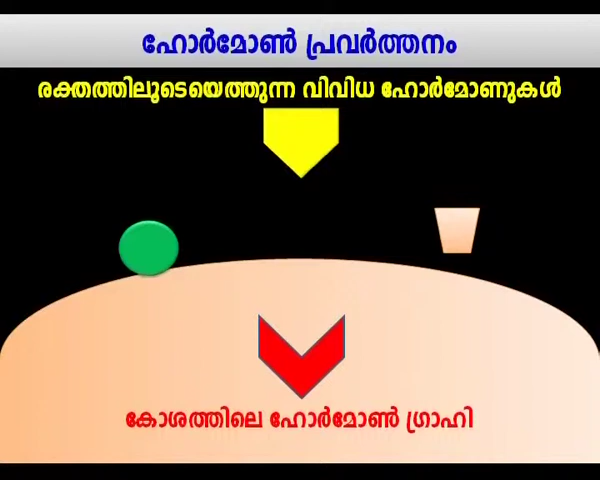 ഹോർമോൺ പ്രവർത്തനം
രക്തത്തിലൂടെയെത്തുന്ന വിവിധ ഹോർമോണുകൾ
കോശത്തിലെ ഹോർമോൺ ഗ്രാഹി